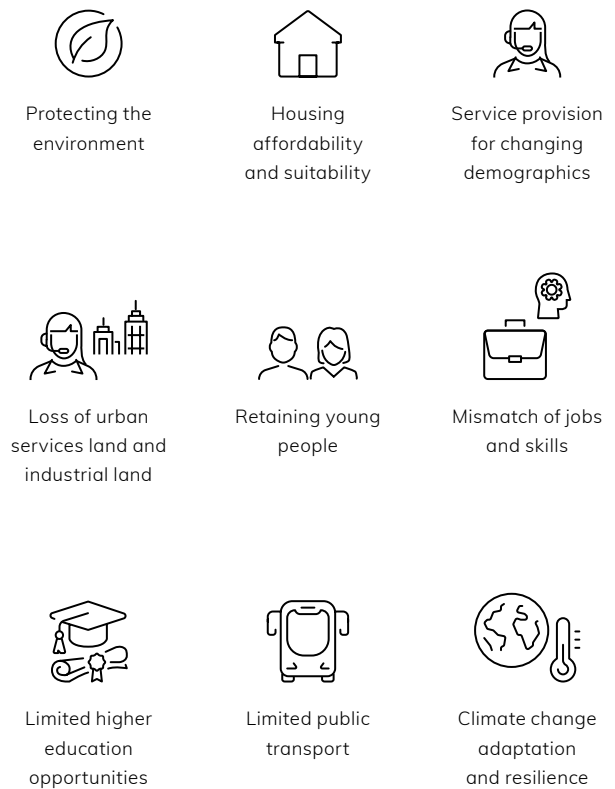 Protecting the
environment
Housing
affordability
and suitability
Service provision
for changing
demographics
Loss of urban
services land and
industrial land
Retaining young
people
Mismatch of jobs
and skills
Limited higher
education
opportunities
Limited public
transport
Climate change
adaptation
and resilience